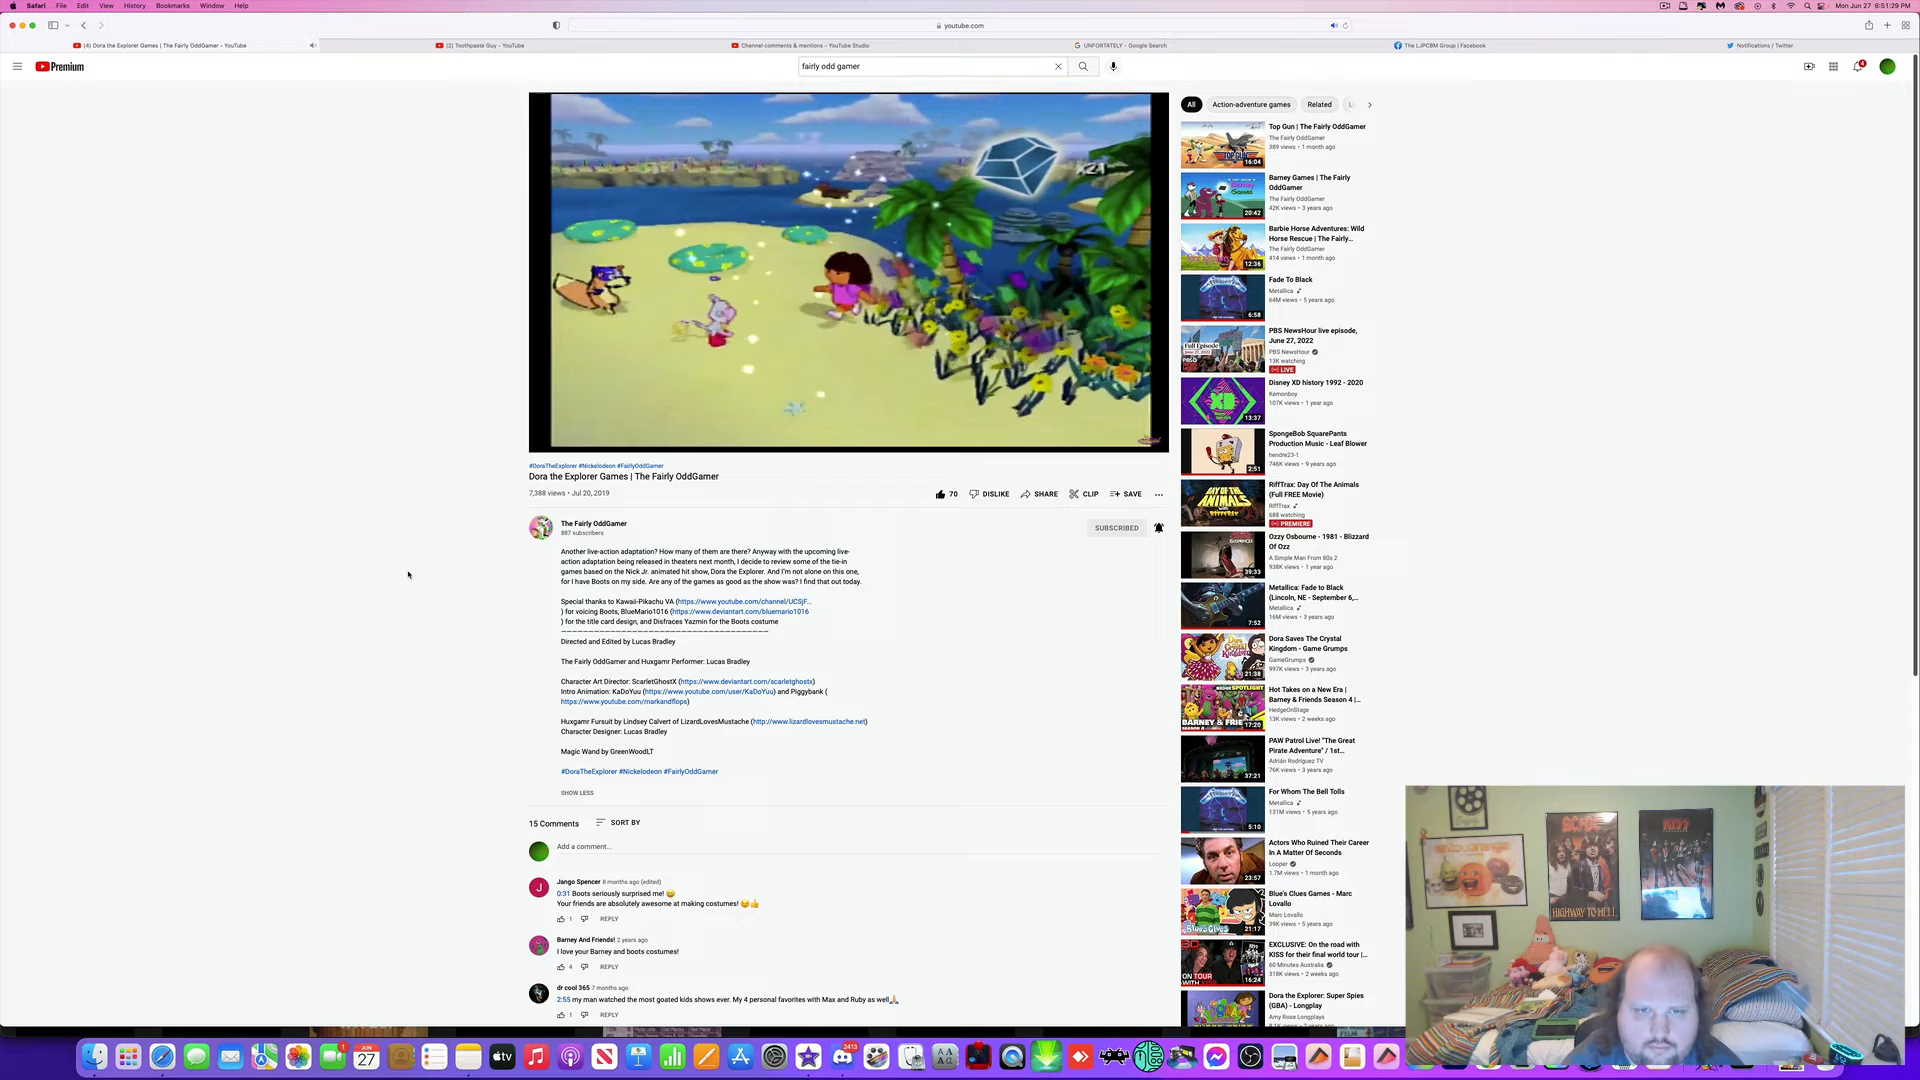 Safari File Edit View History Bookmarks Window Help
Mon Jun 27 6:51:29 PM
youtube.com
(4) Dora the Explorer Games | The Fairly OddGamer - YouTube
(2) Toothpaste Guy - YouTube
Channel comments & mentions - YouTube Studio
UNFORTATELY - Google Search
The LJPCBM Group | Facebook
Notifications / Twitter
Premium
fairly odd gamer
4
x21
#DoraTheExplorer #Nickelodeon #FairlyOddGamer
Dora the Explorer Games | The Fairly OddGamer
7,388 views • Jul 20, 2019
70 DISLIKE SHARE CLIP SAVE
The Fairly OddGamer
887 subscribers
SUBSCRIBED
Another live-action adaptation? How many of them are there? Anyway with the upcoming live-
action adaptation being released in theaters next month, I decide to review some of the tie-in
games based on the Nick Jr. animated hit show, Dora the Explorer. And I'm not alone on this one,
for I have Boots on my side. Are any of the games as good as the show was? I find that out today.
Special thanks to Kawaii-Pikachu VA (https://www.youtube.com/channel/UCSjF...
) for voicing Boots, BlueMario1016 (https://www.deviantart.com/bluemario1016
) for the title card design, and Disfraces Yazmin for the Boots costume
Directed and Edited by Lucas Bradley
The Fairly OddGamer and Huxgamr Performer: Lucas Bradley
Character Art Director: ScarletGhostX (https://www.deviantart.com/scarletghostx)
Intro Animation: KaDoYuu (https://www.youtube.com/user/KaDoYuu) and Piggybank (
https://www.youtube.com/markandflops)
Huxgamr Fursuit by Lindsey Calvert of LizardLovesMustache (http://www.lizardlovesmustache.net)
Character Designer: Lucas Bradley
Magic Wand by GreenWoodLT
#DoraTheExplorer #Nickelodeon #FairlyOddGamer
SHOW LESS
15 Comments SORT BY
Add a comment...
J
Jango Spencer 8 months ago (edited)
0:31 Boots seriously surprised me! 😄
Your friends are absolutely awesome at making costumes! 😉👍
1 REPLY
Barney And Friends! 2 years ago
I love your Barney and boots costumes!
4 REPLY
dr cool 365 7 months ago
2:55 my man watched the most goated kids shows ever. My 4 personal favorites with Max and Ruby as well🙏
1 REPLY
All Action-adventure games Related
Top Gun | The Fairly OddGamer
The Fairly OddGamer
389 views • 1 month ago
TOP GUN
16:04
Barney Games | The Fairly
OddGamer
The Fairly OddGamer
42K views • 3 years ago
20:42
Barbie Horse Adventures: Wild
Horse Rescue | The Fairly...
The Fairly OddGamer
414 views • 1 month ago
12:36
Fade To Black
Metallica
64M views • 5 years ago
6:58
PBS NewsHour live episode,
June 27, 2022
PBS NewsHour
13K watching
LIVE
Full Episode
Disney XD history 1992 - 2020
Kemonboy
107K views • 1 year ago
13:37
SpongeBob SquarePants
Production Music - Leaf Blower
hendre23-1
746K views • 9 years ago
2:51
RiffTrax: Day Of The Animals
(Full FREE Movie)
RiffTrax
688 watching
PREMIERE
Ozzy Osbourne - 1981 - Blizzard
Of Ozz
A Simple Man From 80s 2
938K views • 1 year ago
39:33
Metallica: Fade to Black
(Lincoln, NE - September 6,...
Metallica
16M views • 3 years ago
7:52
Dora Saves The Crystal
Kingdom - Game Grumps
GameGrumps
997K views • 3 years ago
21:38
Hot Takes on a New Era |
Barney & Friends Season 4 |...
HedgeOnStage
13K views • 2 weeks ago
17:20
PAW Patrol Live! "The Great
Pirate Adventure" / 1st...
Adrián Rodríguez TV
76K views • 3 years ago
37:21
For Whom The Bell Tolls
Metallica
131M views • 5 years ago
5:10
Actors Who Ruined Their Career
In A Matter Of Seconds
Looper
1.7M views • 1 month ago
23:57
Blue's Clues Games - Marc
Lovallo
Marc Lovallo
39K views • 5 years ago
21:17
EXCLUSIVE: On the road with
KISS for their final world tour |...
60 Minutes Australia
318K views • 2 weeks ago
16:24
Dora the Explorer: Super Spies
(GBA) - Longplay
Amy Rose Longplays
AC/DC
HIGHWAY TO HELL
KISS
JUN
27
1
2413
tv